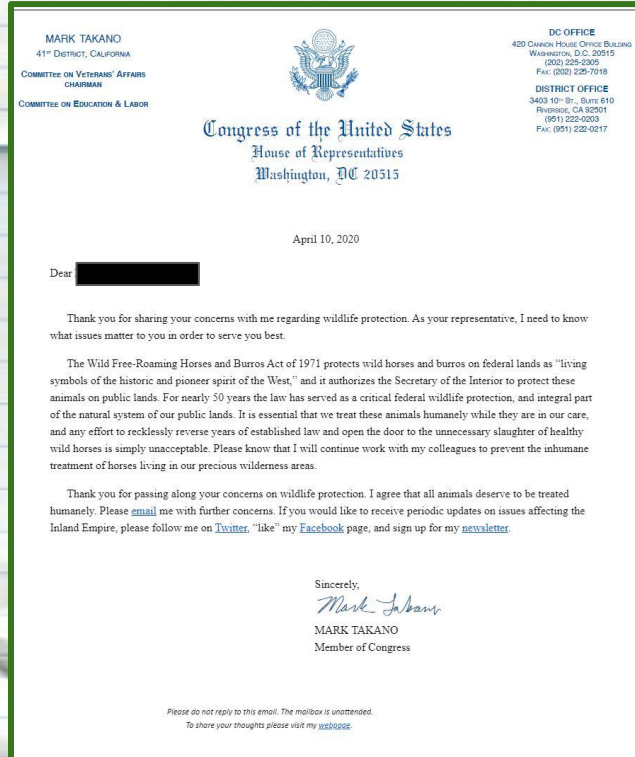 MARK TAKANO
41ST DISTRICT, CALIFORNIA
COMMITTEE ON VETERANS' AFFAIRS
CHAIRMAN
COMMITTEE ON EDUCATION & LABOR
DC OFFICE
420 CANNON HOUSE OFFICE BUILDING
WASHINGTON, D.C. 20515
(202) 225-2305
FAX: (202) 225-7018
DISTRICT OFFICE
3403 10TH ST., SUITE 610
RIVERSIDE, CA 92501
(951) 222-0203
FAX: (951) 222-0217
Congress of the United States
House of Representatives
Washington, DC 20515
April 10, 2020
Dear
Thank you for sharing your concerns with me regarding wildlife protection. As your representative, I need to know
what issues matter to you in order to serve you best.
The Wild Free-Roaming Horses and Burros Act of 1971 protects wild horses and burros on federal lands as “living
symbols of the historic and pioneer spirit of the West,” and it authorizes the Secretary of the Interior to protect these
animals on public lands. For nearly 50 years the law has served as a critical federal wildlife protection, and integral part
of the natural system of our public lands. It is essential that we treat these animals humanely while they are in our care,
and any effort to recklessly reverse years of established law and open the door to the unnecessary slaughter of healthy
wild horses is simply unacceptable. Please know that I will continue work with my colleagues to prevent the inhumane
treatment of horses living in our precious wilderness areas.
Thank you for passing along your concerns on wildlife protection. I agree that all animals deserve to be treated
humanely. Please email me with further concerns. If you would like to receive periodic updates on issues affecting the
Inland Empire, please follow me on Twitter, “like” my Facebook page, and sign up for my newsletter.
Sincerely,
Mark Takano
MARK TAKANO
Member of Congress
Please do not reply to this email. The mailbox is unattended.
To share your thoughts please visit my webpage.